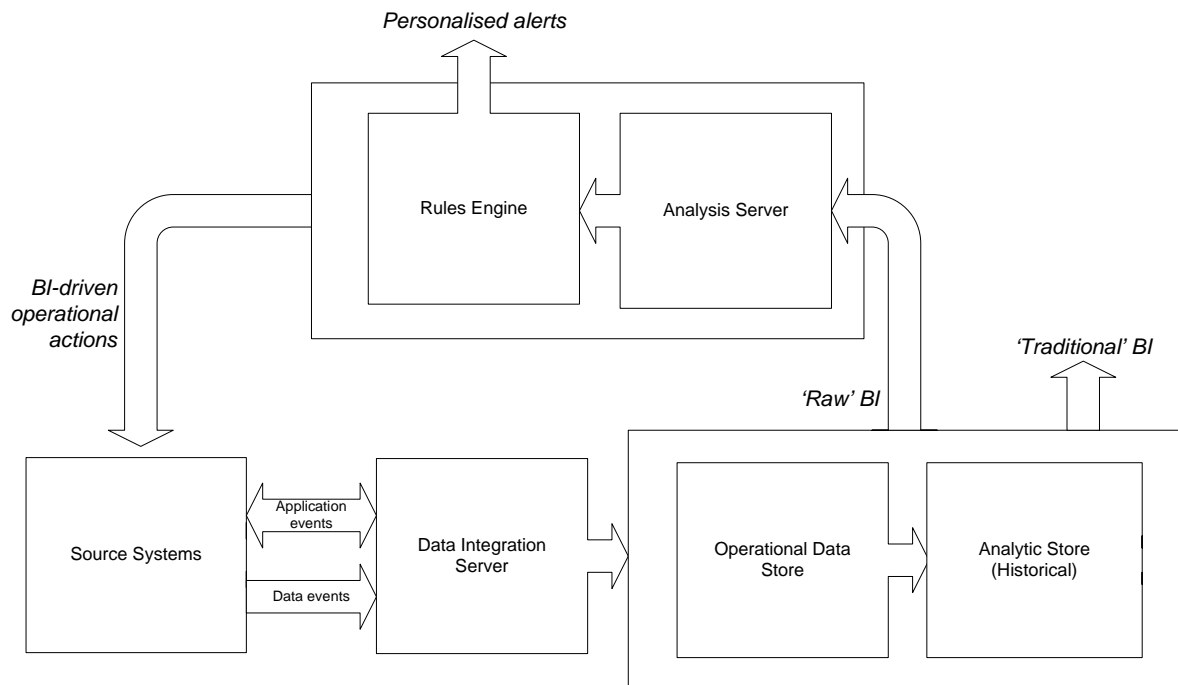 Personalised alerts
Rules Engine
Analysis Server
BI-driven
operational
actions
‘Traditional’ BI
‘Raw’ BI
Application
events
Source Systems
Data Integration
Server
Operational Data
Store
Analytic Store
(Historical)
Data events